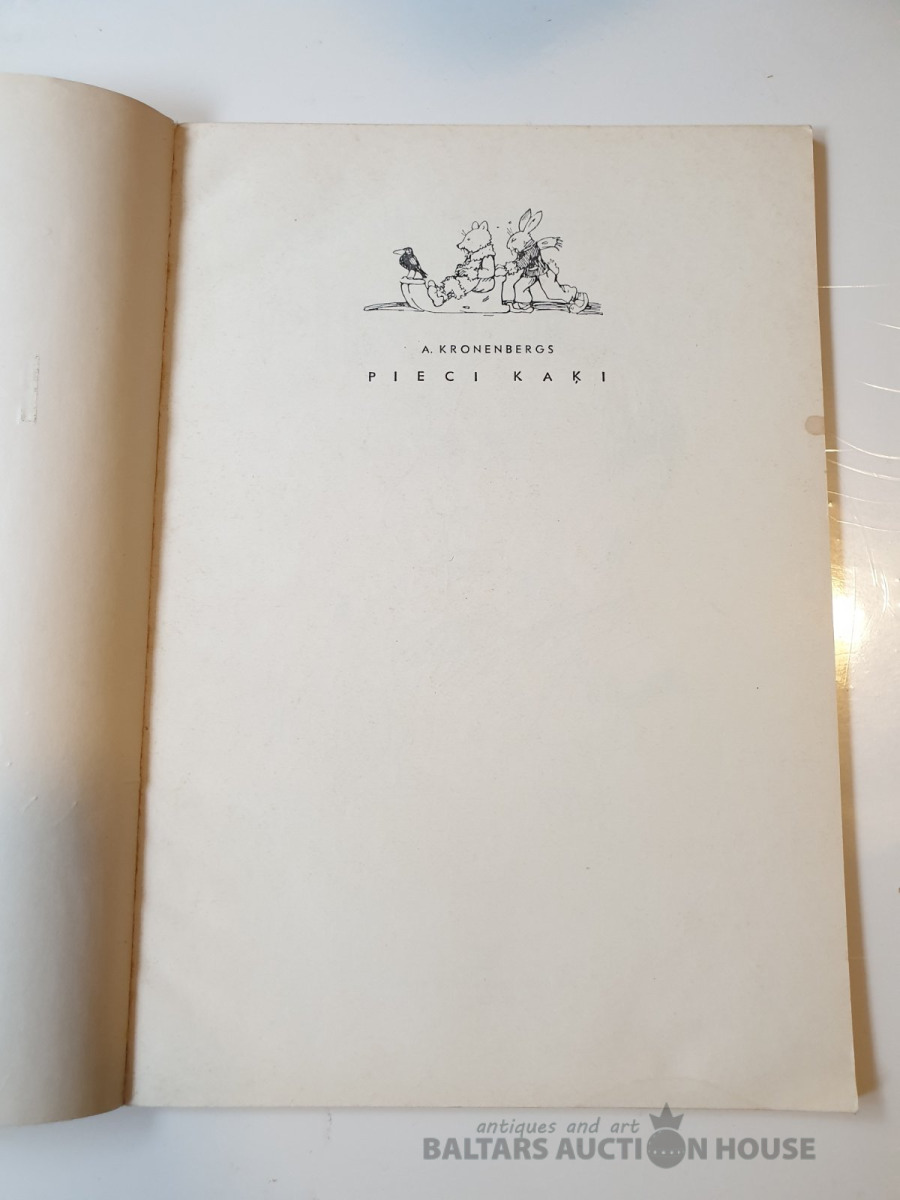 A. KRONENBERGS
PIECI KAĶI
antiques and art
BALTARS AUCTION HOUSE